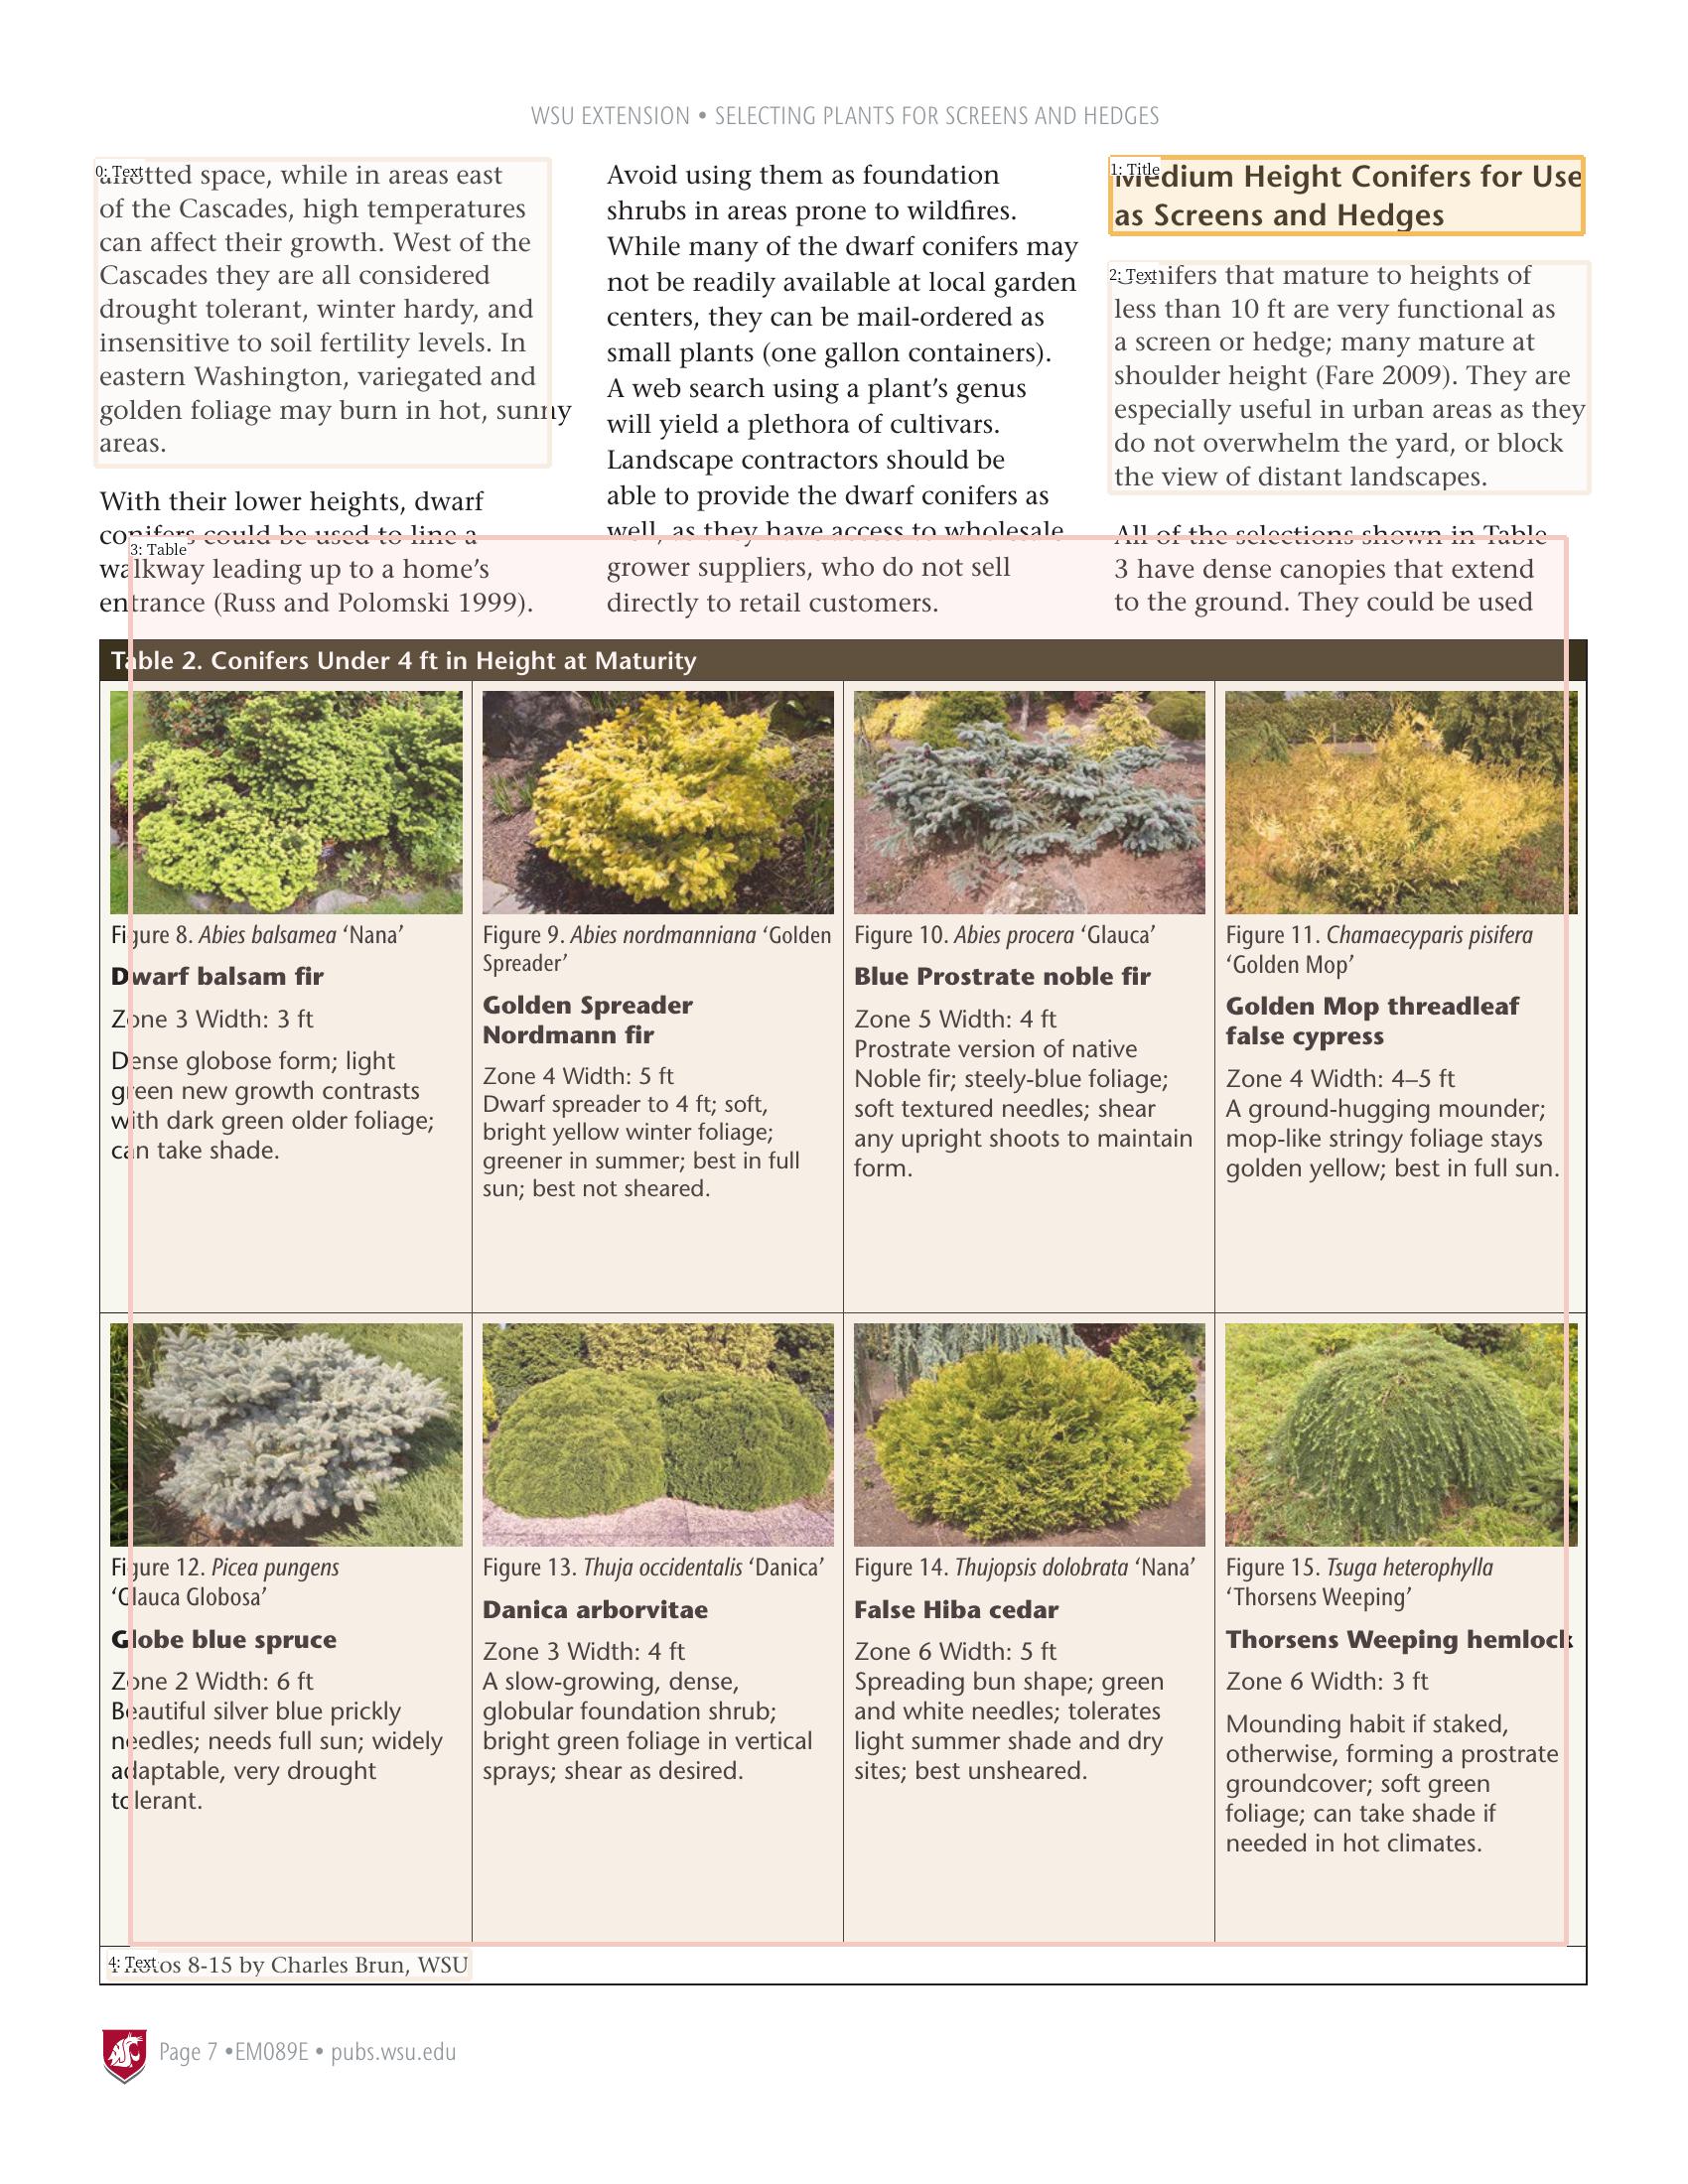 WSU EXTENSION • SELECTING PLANTS FOR SCREENS AND HEDGES
0: Text
allotted space, while in areas east
of the Cascades, high temperatures
can affect their growth. West of the
Cascades they are all considered
drought tolerant, winter hardy, and
insensitive to soil fertility levels. In
eastern Washington, variegated and
golden foliage may burn in hot, sunny
areas.
With their lower heights, dwarf
conifers could be used to line a
walkway leading up to a home’s
entrance (Russ and Polomski 1999).
Avoid using them as foundation
shrubs in areas prone to wildfires.
While many of the dwarf conifers may
not be readily available at local garden
centers, they can be mail-ordered as
small plants (one gallon containers).
A web search using a plant’s genus
will yield a plethora of cultivars.
Landscape contractors should be
able to provide the dwarf conifers as
well, as they have access to wholesale
grower suppliers, who do not sell
directly to retail customers.
1: Title
Medium Height Conifers for Use
as Screens and Hedges
2: Text
Conifers that mature to heights of
less than 10 ft are very functional as
a screen or hedge; many mature at
shoulder height (Fare 2009). They are
especially useful in urban areas as they
do not overwhelm the yard, or block
the view of distant landscapes.
All of the selections shown in Table
3 have dense canopies that extend
to the ground. They could be used
3: Table
Table 2. Conifers Under 4 ft in Height at Maturity
Figure 8. Abies balsamea ‘Nana’
Dwarf balsam fir
Zone 3 Width: 3 ft
Dense globose form; light
green new growth contrasts
with dark green older foliage;
can take shade.
Figure 9. Abies nordmanniana ‘Golden
Spreader’
Golden Spreader
Nordmann fir
Zone 4 Width: 5 ft
Dwarf spreader to 4 ft; soft,
bright yellow winter foliage;
greener in summer; best in full
sun; best not sheared.
Figure 10. Abies procera ‘Glauca’
Blue Prostrate noble fir
Zone 5 Width: 4 ft
Prostrate version of native
Noble fir; steely-blue foliage;
soft textured needles; shear
any upright shoots to maintain
form.
Figure 11. Chamaecyparis pisifera
‘Golden Mop’
Golden Mop threadleaf
false cypress
Zone 4 Width: 4–5 ft
A ground-hugging mounder;
mop-like stringy foliage stays
golden yellow; best in full sun.
Figure 12. Picea pungens
‘Glauca Globosa’
Globe blue spruce
Zone 2 Width: 6 ft
Beautiful silver blue prickly
needles; needs full sun; widely
adaptable, very drought
tolerant.
Figure 13. Thuja occidentalis ‘Danica’
Danica arborvitae
Zone 3 Width: 4 ft
A slow-growing, dense,
globular foundation shrub;
bright green foliage in vertical
sprays; shear as desired.
Figure 14. Thujopsis dolobrata ‘Nana’
False Hiba cedar
Zone 6 Width: 5 ft
Spreading bun shape; green
and white needles; tolerates
light summer shade and dry
sites; best unsheared.
Figure 15. Tsuga heterophylla
‘Thorsens Weeping’
Thorsens Weeping hemlock
Zone 6 Width: 3 ft
Mounding habit if staked,
otherwise, forming a prostrate
groundcover; soft green
foliage; can take shade if
needed in hot climates.
4: Text
Photos 8-15 by Charles Brun, WSU
Page 7 •EM089E • pubs.wsu.edu